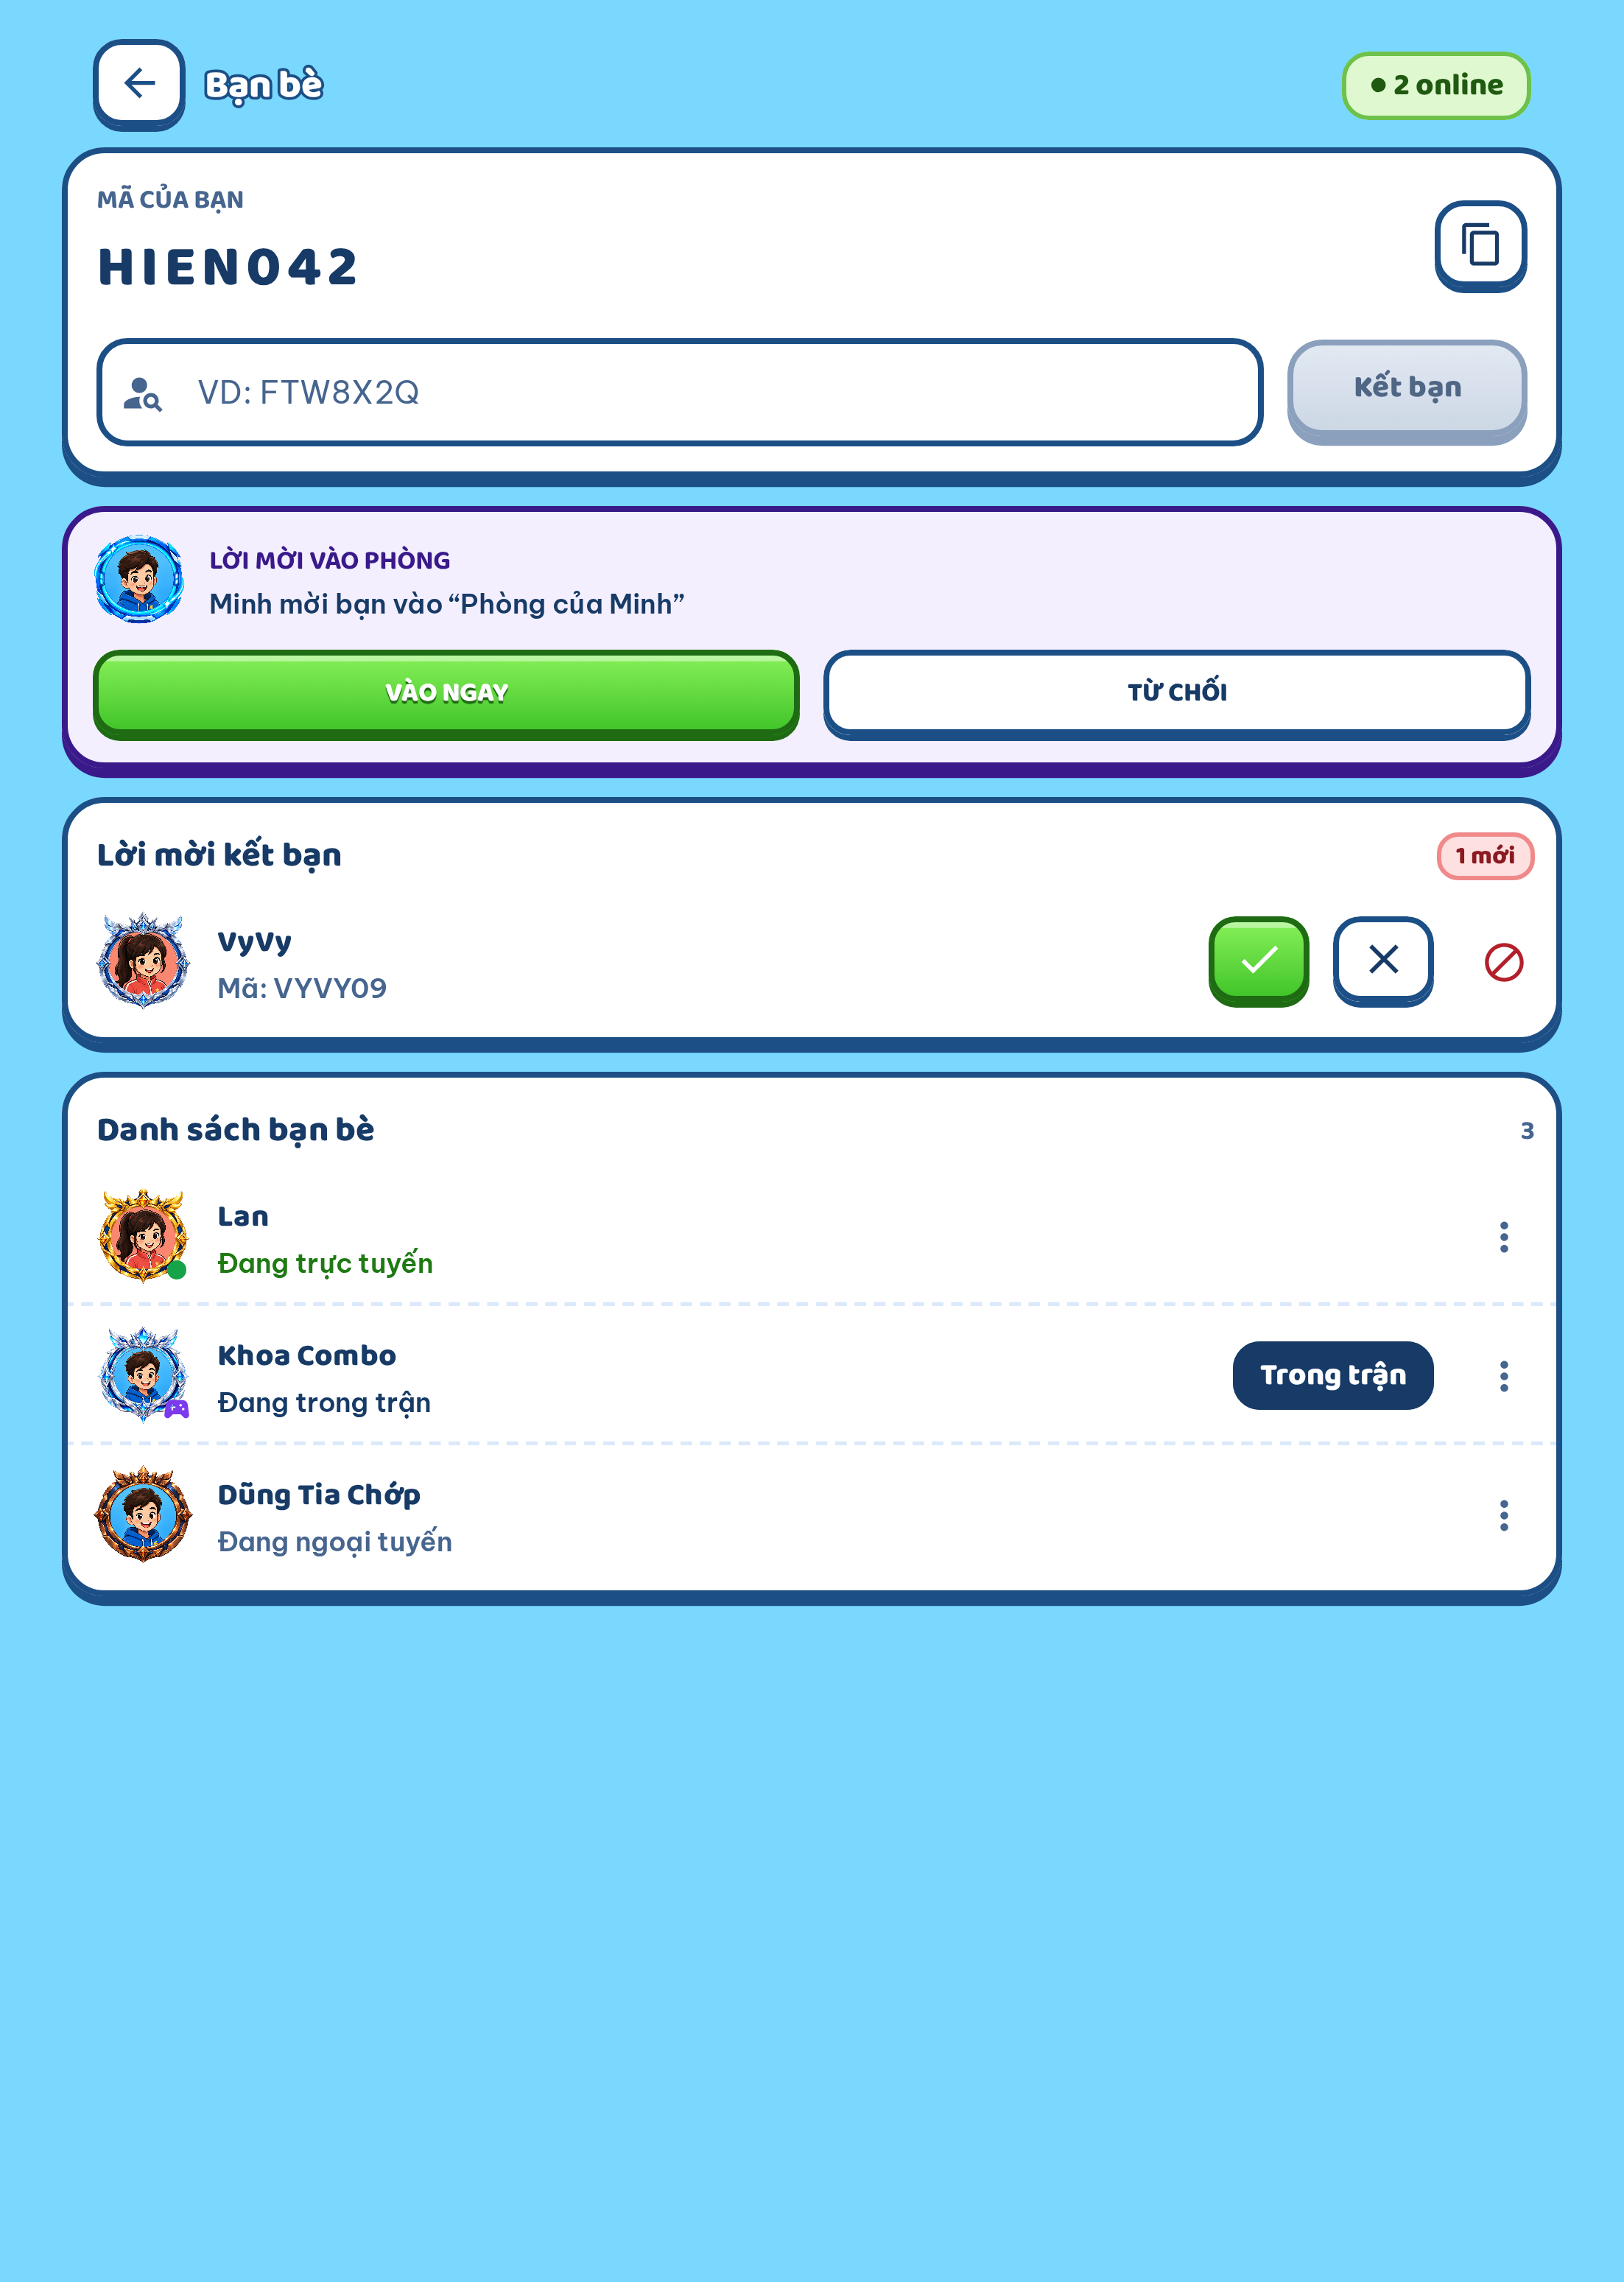 Bạn bè
2 online
MÃ CỦA BẠN
HIEN042
VD: FTW8X2Q
Kết bạn
LỜI MỜI VÀO PHÒNG
Minh mời bạn vào “Phòng của Minh”
VÀO NGAY
TỪ CHỐI
Lời mời kết bạn
1 mới
VyVy
Mã: VYVY09
Danh sách bạn bè
3
Lan
Đang trực tuyến
Khoa Combo
Đang trong trận
Trong trận
Dũng Tia Chớp
Đang ngoại tuyến